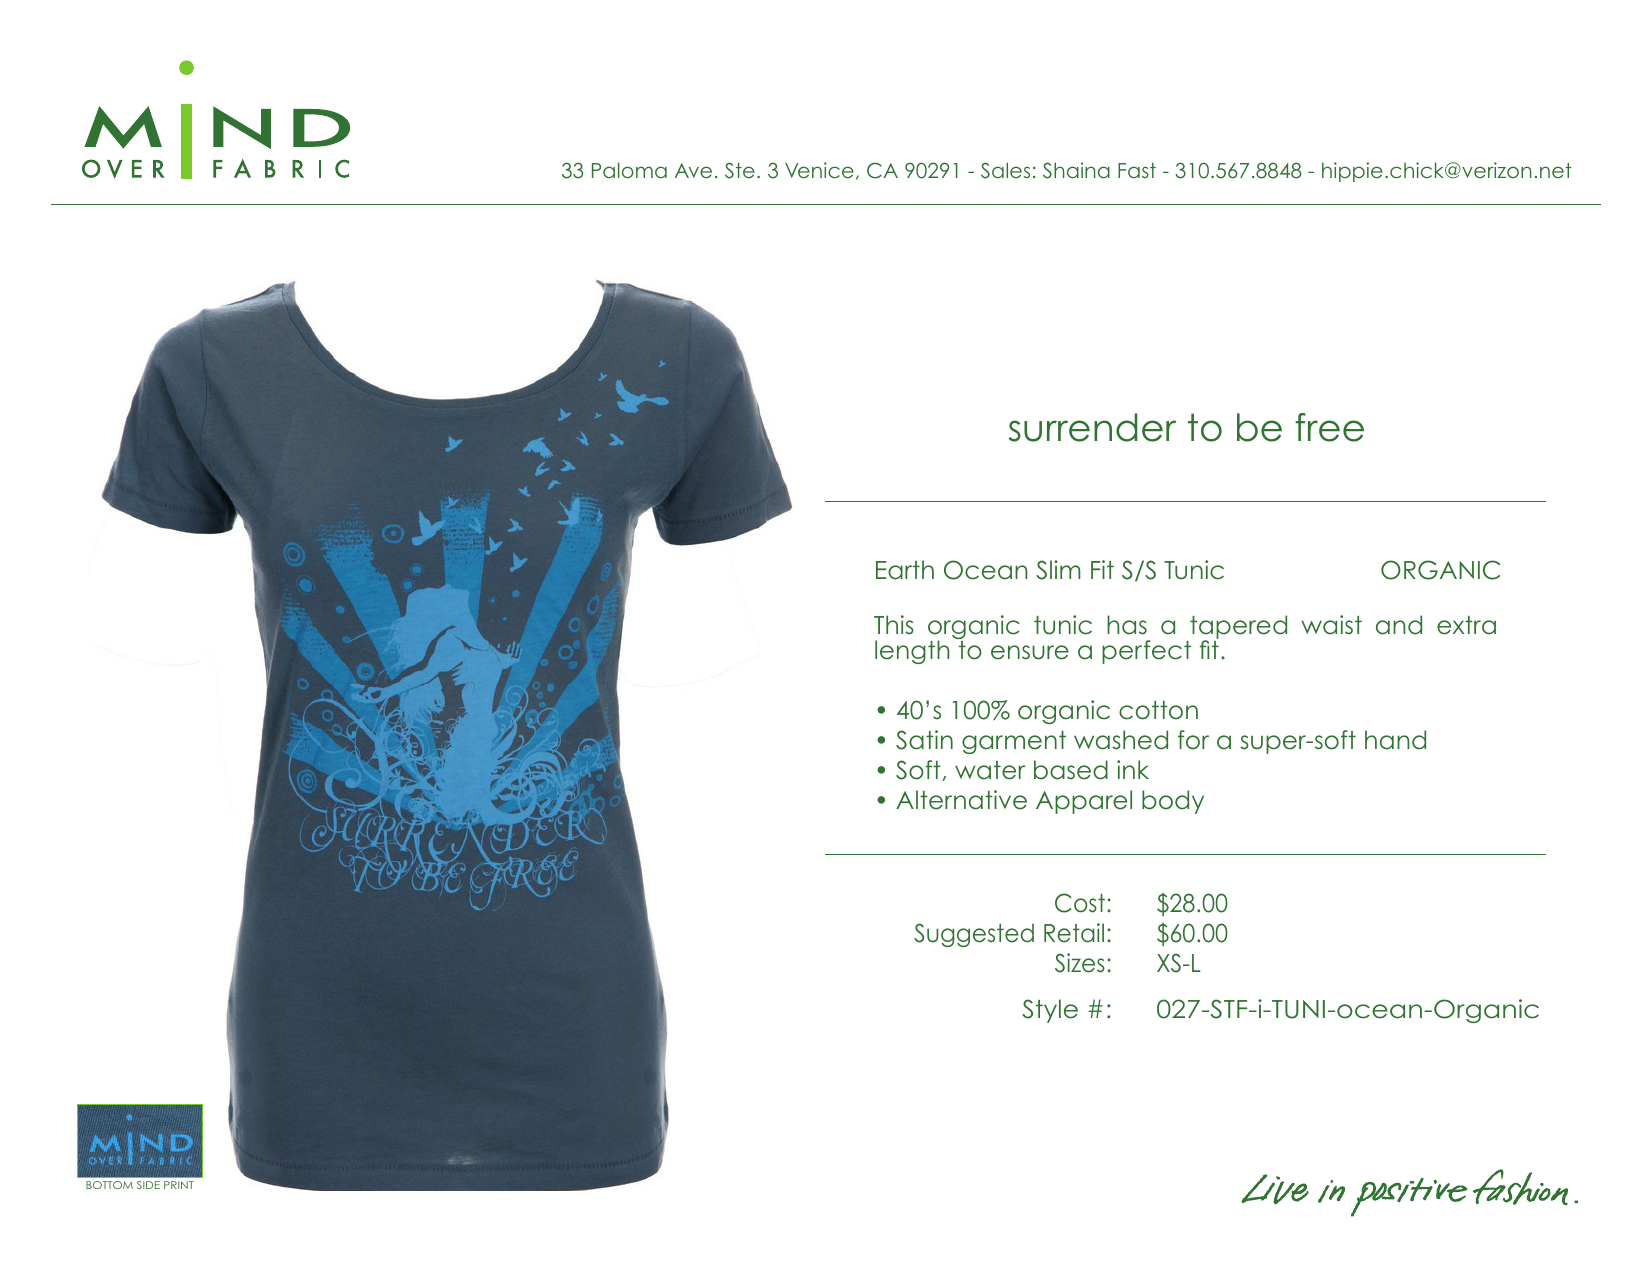 MiND
OVER FABRIC
33 Paloma Ave. Ste. 3 Venice, CA 90291 - Sales: Shaina Fast - 310.567.8848 - hippie.chick@verizon.net
surrender to be free
Earth Ocean Slim Fit S/S Tunic ORGANIC
This organic tunic has a tapered waist and extra
length to ensure a perfect fit.
• 40’s 100% organic cotton
• Satin garment washed for a super-soft hand
• Soft, water based ink
• Alternative Apparel body
SURRENDER
TO BE FREE
Cost: $28.00
Suggested Retail: $60.00
Sizes: XS-L
Style #: 027-STF-i-TUNI-ocean-Organic
MiND
OVER FABRIC
BOTTOM SIDE PRINT
Live in positive fashion.